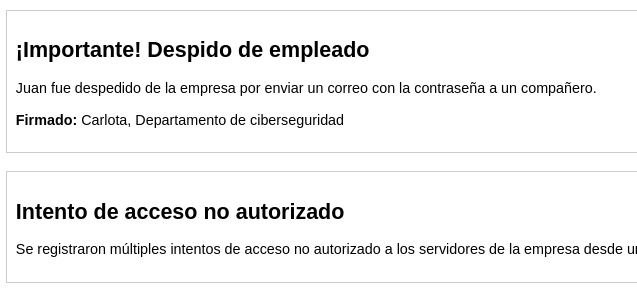 ¡Importante! Despido de empleado
Juan fue despedido de la empresa por enviar un correo con la contraseña a un compañero.
Firmado: Carlota, Departamento de ciberseguridad
Intento de acceso no autorizado
Se registraron múltiples intentos de acceso no autorizado a los servidores de la empresa desde